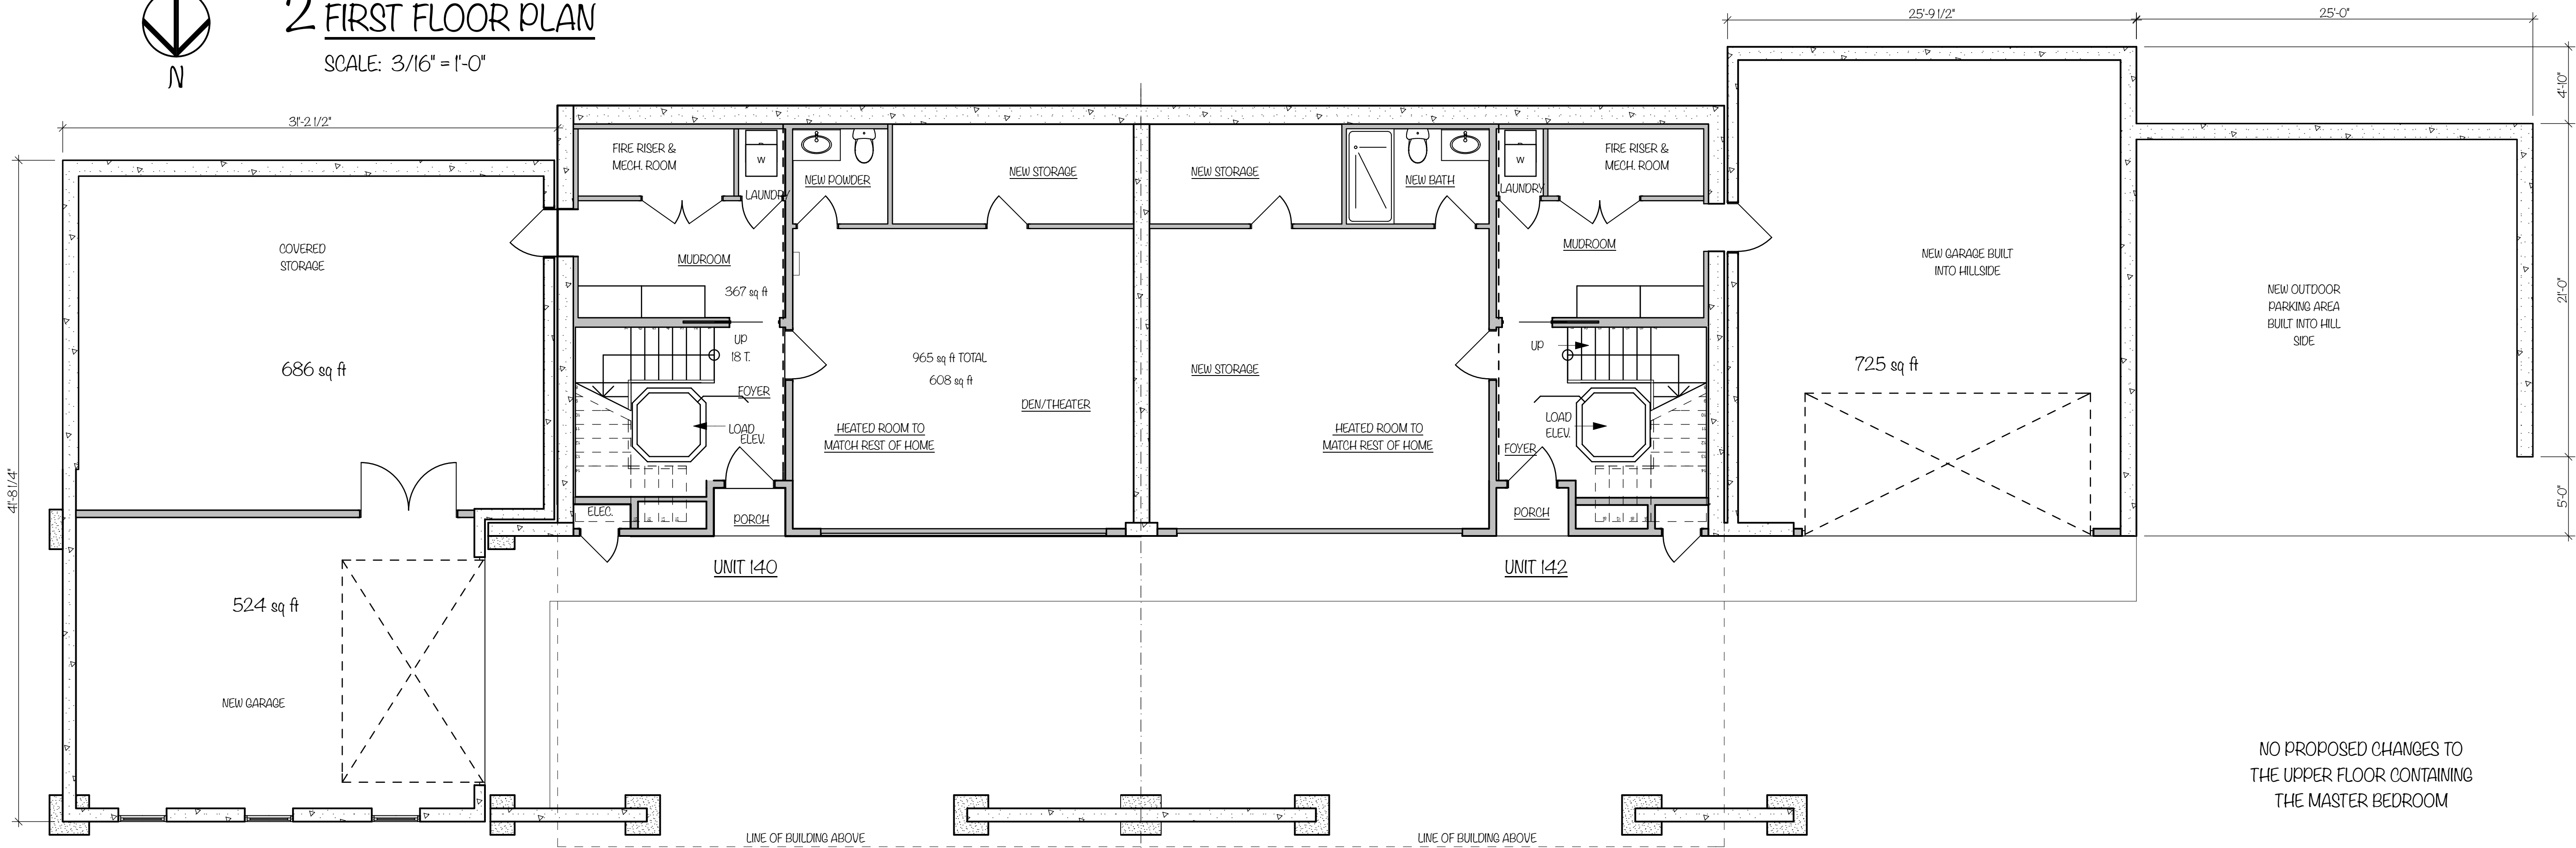 2 FIRST FLOOR PLAN
SCALE: 3/16" = 1'-0"
N
25'-9 1/2"
25'-0"
4'-10"
21'-0"
5'-0"
31'-2 1/2"
41'-8 1/4"
COVERED
STORAGE
686 sq ft
524 sq ft
NEW GARAGE
FIRE RISER &
MECH. ROOM
W
LAUNDRY
MUDROOM
367 sq ft
UP
18 T.
FOYER
LOAD
ELEV.
ELEC.
PORCH
UNIT 140
NEW POWDER
NEW STORAGE
965 sq ft TOTAL
608 sq ft
DEN/THEATER
HEATED ROOM TO
MATCH REST OF HOME
NEW STORAGE
NEW BATH
NEW STORAGE
HEATED ROOM TO
MATCH REST OF HOME
W
LAUNDRY
FIRE RISER &
MECH. ROOM
MUDROOM
UP
LOAD
ELEV.
FOYER
PORCH
UNIT 142
NEW GARAGE BUILT
INTO HILLSIDE
725 sq ft
NEW OUTDOOR
PARKING AREA
BUILT INTO HILL
SIDE
LINE OF BUILDING ABOVE
LINE OF BUILDING ABOVE
NO PROPOSED CHANGES TO
THE UPPER FLOOR CONTAINING
THE MASTER BEDROOM